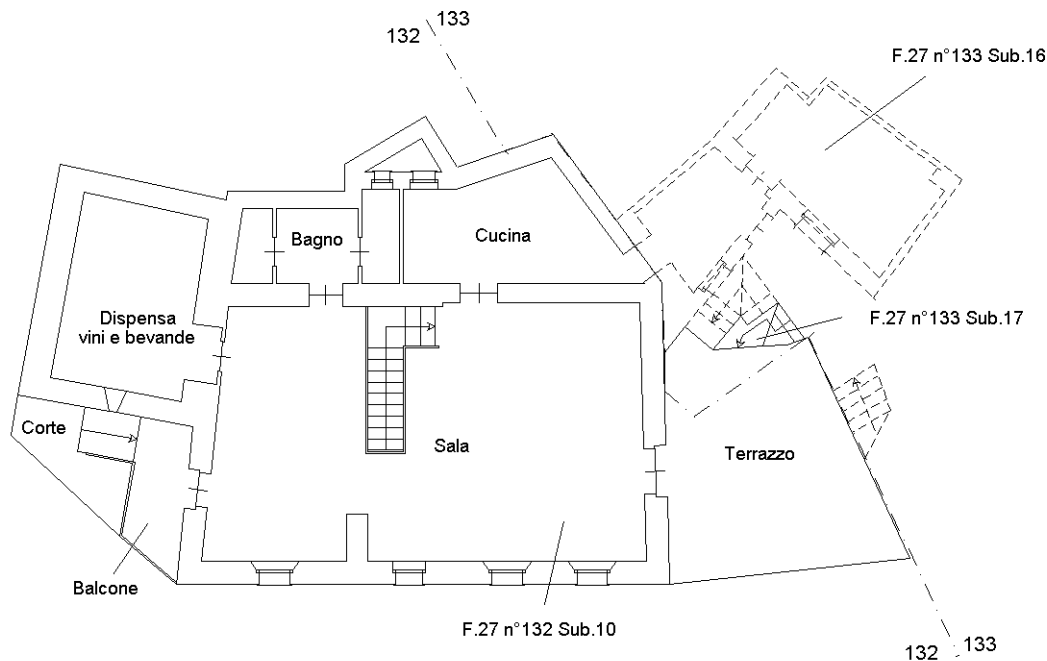 133
132
F.27 n°133 Sub.16
Bagno
Cucina
Dispensa
vini e bevande
F.27 n°133 Sub.17
Corte
Sala
Terrazzo
Balcone
F.27 n°132 Sub.10
133
132